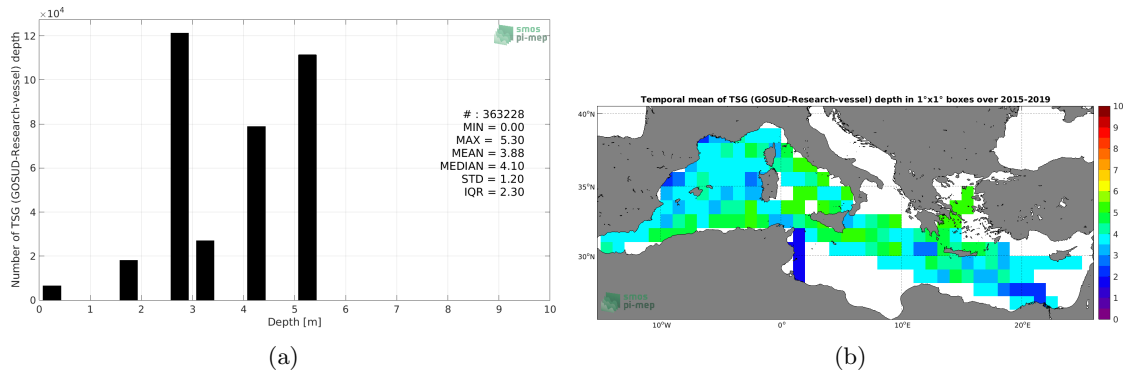 ×10⁴
12
10
8
6
4
2
0
Number of TSG (GOSUD-Research-vessel) depth
smos
pi-mep
# : 363228
MIN = 0.00
MAX = 5.30
MEAN = 3.88
MEDIAN = 4.10
STD = 1.20
IQR = 2.30
0 1 2 3 4 5 6 7 8 9 10
Depth [m]
(a)
Temporal mean of TSG (GOSUD-Research-vessel) depth in 1°x1° boxes over 2015-2019
40°N
35°N
30°N
10°W 0° 10°E 20°E
smos
pi-mep
10
9
8
7
6
5
4
3
2
1
0
(b)